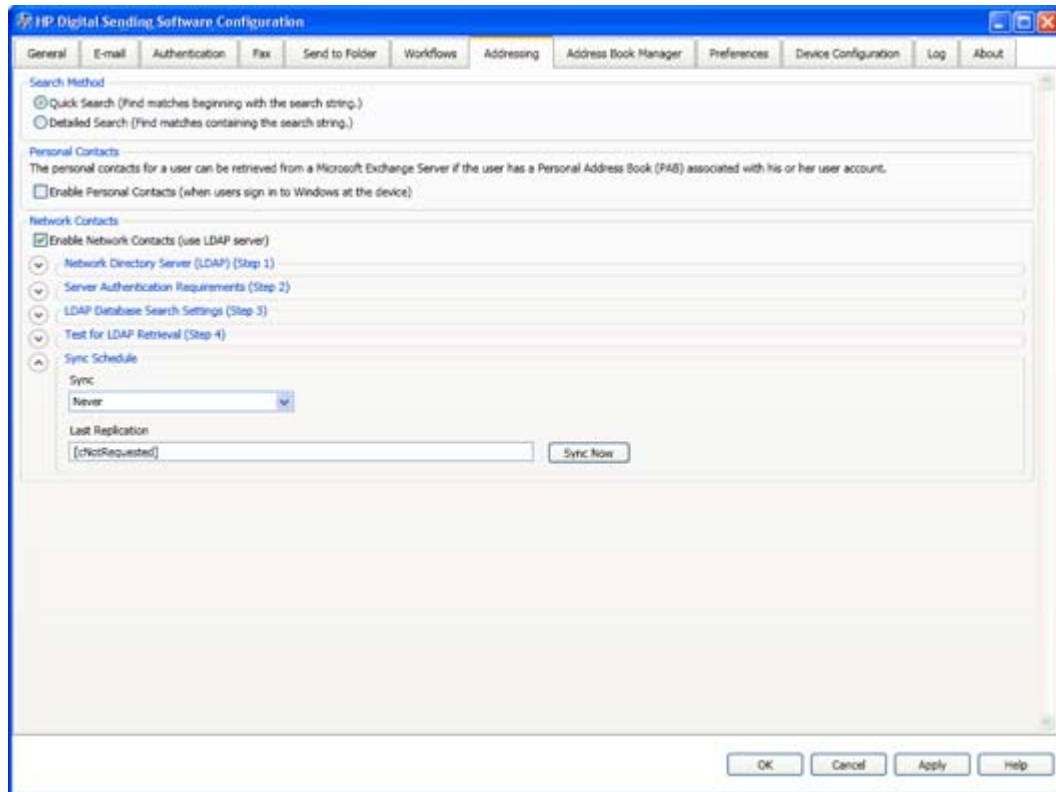 HP Digital Sending Software Configuration
General E-mail Authentication Fax Send to Folder Workflows Addressing Address Book Manager Preferences Device Configuration Log About
Search Method
Quick Search (Find matches beginning with the search string.)
Detailed Search (Find matches containing the search string.)
Personal Contacts
The personal contacts for a user can be retrieved from a Microsoft Exchange Server if the user has a Personal Address Book (PAB) associated with his or her user account.
Enable Personal Contacts (when users sign in to Windows at the device)
Network Contacts
Enable Network Contacts (use LDAP server)
Network Directory Server (LDAP) (Step 1)
Server Authentication Requirements (Step 2)
LDAP Database Search Settings (Step 3)
Test for LDAP Retrieval (Step 4)
Sync Schedule
Sync
Never
Last Replication
[cNotRequested] Sync Now
OK Cancel Apply Help